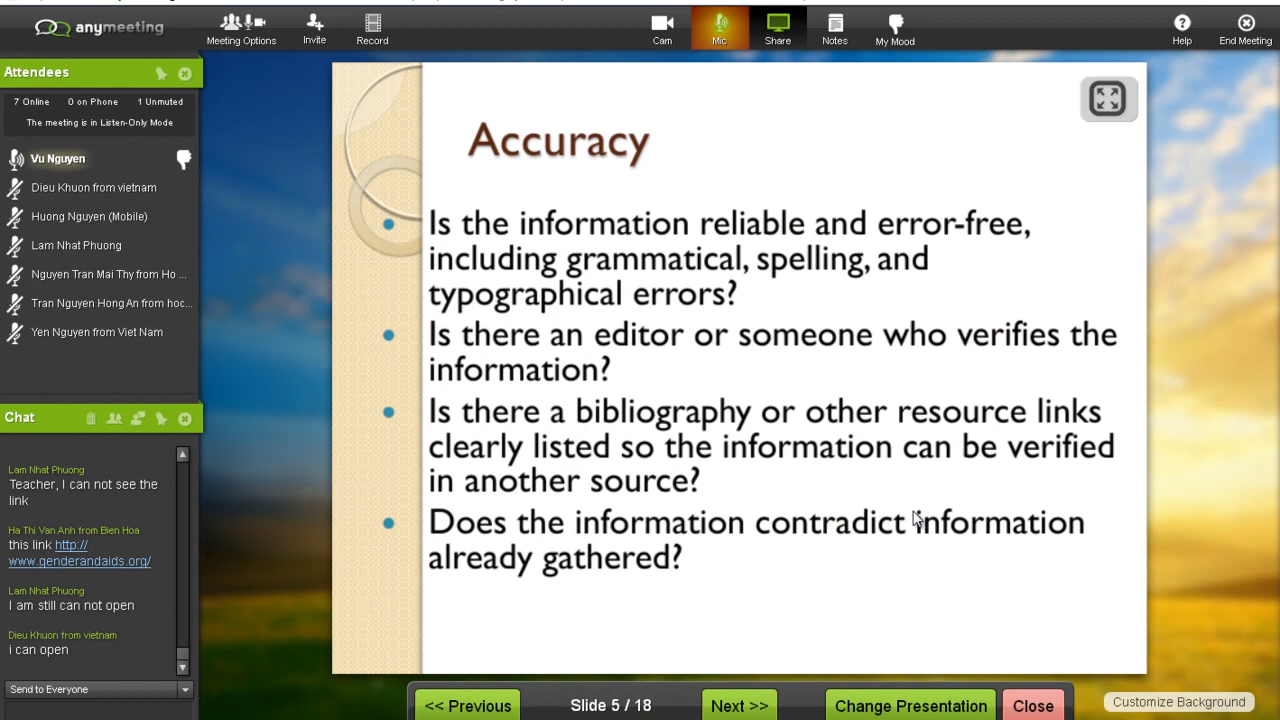 anymeeting
Meeting Options
Invite
Record
Cam
Mic
Share
Notes
My Mood
Help
End Meeting
Attendees
7 Online 0 on Phone 1 Unmuted
The meeting is in Listen-Only Mode
Vu Nguyen
Dieu Khuon from vietnam
Huong Nguyen (Mobile)
Lam Nhat Phuong
Nguyen Tran Mai Thy from Ho ...
Tran Nguyen Hong An from hoc...
Yen Nguyen from Viet Nam
Chat
Lam Nhat Phuong
Teacher, I can not see the
link
Ha Thi Van Anh from Bien Hoa
this link http://
www.genderandaids.org/
Lam Nhat Phuong
I am still can not open
Dieu Khuon from vietnam
i can open
Send to Everyone
Accuracy
• Is the information reliable and error-free,
including grammatical, spelling, and
typographical errors?
• Is there an editor or someone who verifies the
information?
• Is there a bibliography or other resource links
clearly listed so the information can be verified
in another source?
• Does the information contradict information
already gathered?
<< Previous
Slide 5 / 18
Next >>
Change Presentation
Close
Customize Background